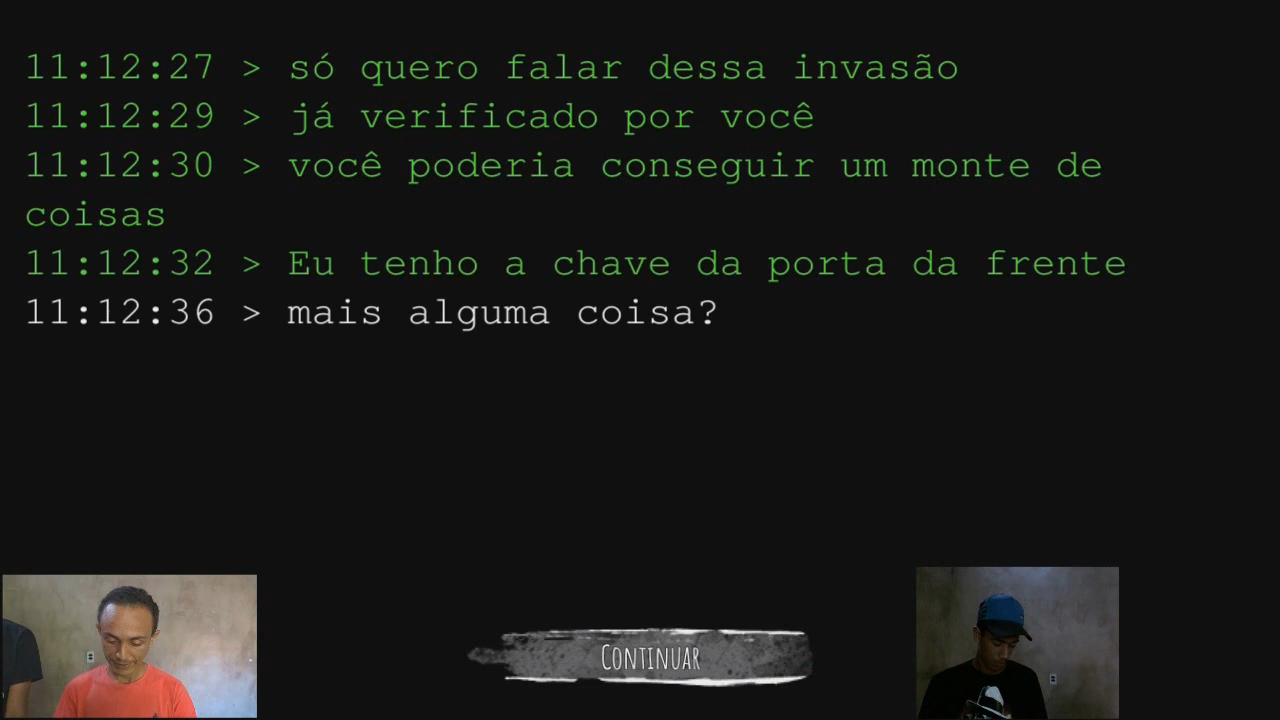 11:12:27 > só quero falar dessa invasão
11:12:29 > já verificado por você
11:12:30 > você poderia conseguir um monte de
coisas
11:12:32 > Eu tenho a chave da porta da frente
11:12:36 > mais alguma coisa?
CONTINUAR